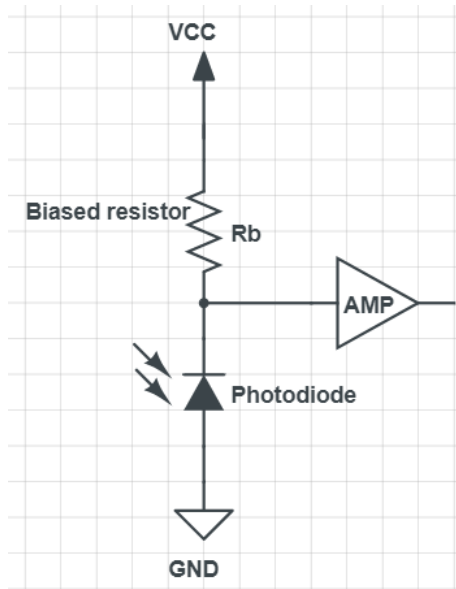 VCC
Biased resistor
Rb
AMP
Photodiode
GND